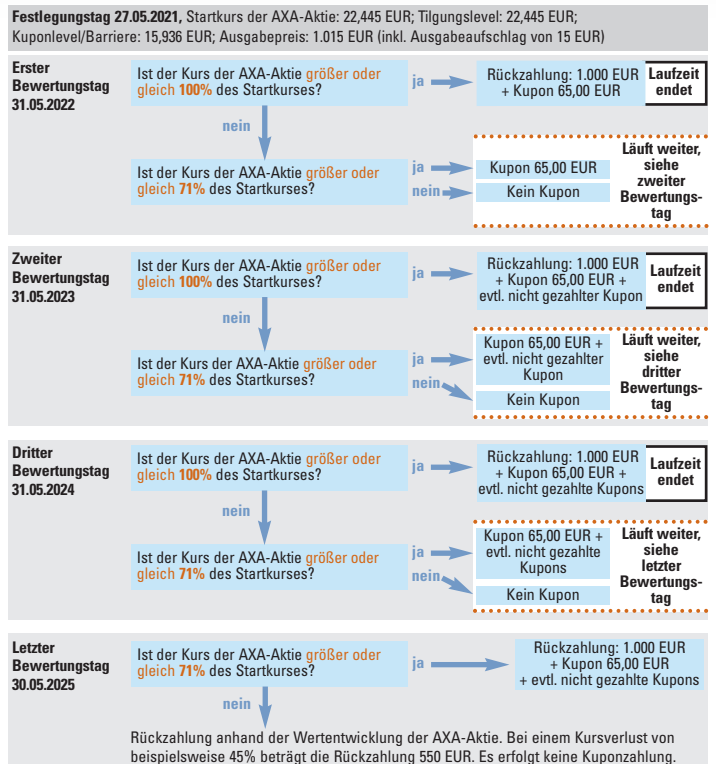 Festlegungstag 27.05.2021, Startkurs der AXA-Aktie: 22,445 EUR; Tilgungslevel: 22,445 EUR;
Kuponlevel/Barriere: 15,936 EUR; Ausgabepreis: 1.015 EUR (inkl. Ausgabeaufschlag von 15 EUR)
Erster
Bewertungstag
31.05.2022
Ist der Kurs der AXA-Aktie größer oder
gleich 100% des Startkurses?
ja
Rückzahlung: 1.000 EUR
+ Kupon 65,00 EUR
Laufzeit
endet
nein
Ist der Kurs der AXA-Aktie größer oder
gleich 71% des Startkurses?
ja
nein
Kupon 65,00 EUR
Kein Kupon
Läuft weiter,
siehe
zweiter
Bewertungs-
tag
Zweiter
Bewertungstag
31.05.2023
Ist der Kurs der AXA-Aktie größer oder
gleich 100% des Startkurses?
ja
Rückzahlung: 1.000 EUR
+ Kupon 65,00 EUR +
evtl. nicht gezahlter Kupon
Laufzeit
endet
nein
Ist der Kurs der AXA-Aktie größer oder
gleich 71% des Startkurses?
ja
nein
Kupon 65,00 EUR +
evtl. nicht gezahlter
Kupon
Kein Kupon
Läuft weiter,
siehe
dritter
Bewertungs-
tag
Dritter
Bewertungstag
31.05.2024
Ist der Kurs der AXA-Aktie größer oder
gleich 100% des Startkurses?
ja
Rückzahlung: 1.000 EUR
+ Kupon 65,00 EUR +
evtl. nicht gezahlte Kupons
Laufzeit
endet
nein
Ist der Kurs der AXA-Aktie größer oder
gleich 71% des Startkurses?
ja
nein
Kupon 65,00 EUR +
evtl. nicht gezahlte
Kupons
Kein Kupon
Läuft weiter,
siehe
letzter
Bewertungs-
tag
Letzter
Bewertungstag
30.05.2025
Ist der Kurs der AXA-Aktie größer oder
gleich 71% des Startkurses?
ja
Rückzahlung: 1.000 EUR
+ Kupon 65,00 EUR
+ evtl. nicht gezahlte Kupons
nein
Rückzahlung anhand der Wertentwicklung der AXA-Aktie. Bei einem Kursverlust von
beispielsweise 45% beträgt die Rückzahlung 550 EUR. Es erfolgt keine Kuponzahlung.